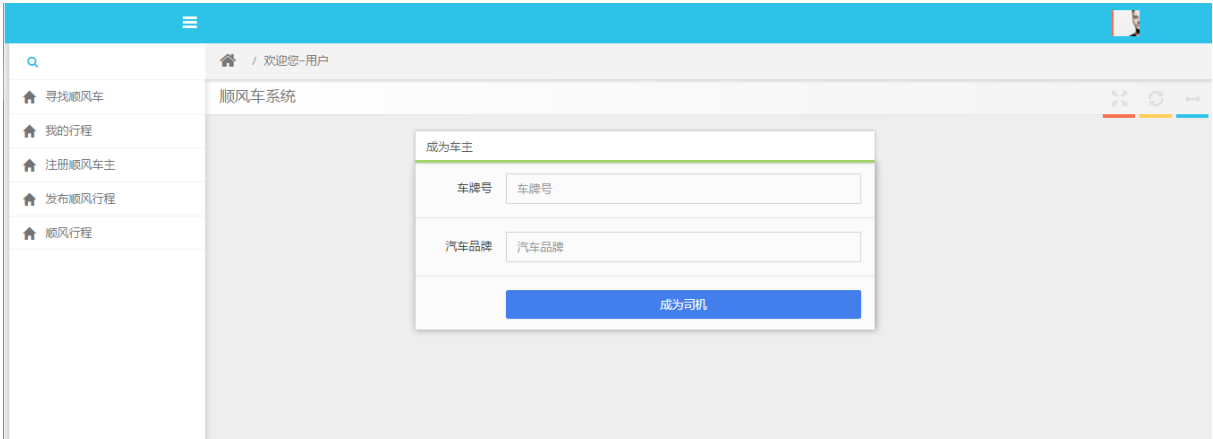 / 欢迎您-用户
寻找顺风车
我的行程
注册顺风车主
发布顺风行程
顺风行程
顺风车系统
成为车主
车牌号 车牌号
汽车品牌 汽车品牌
成为司机